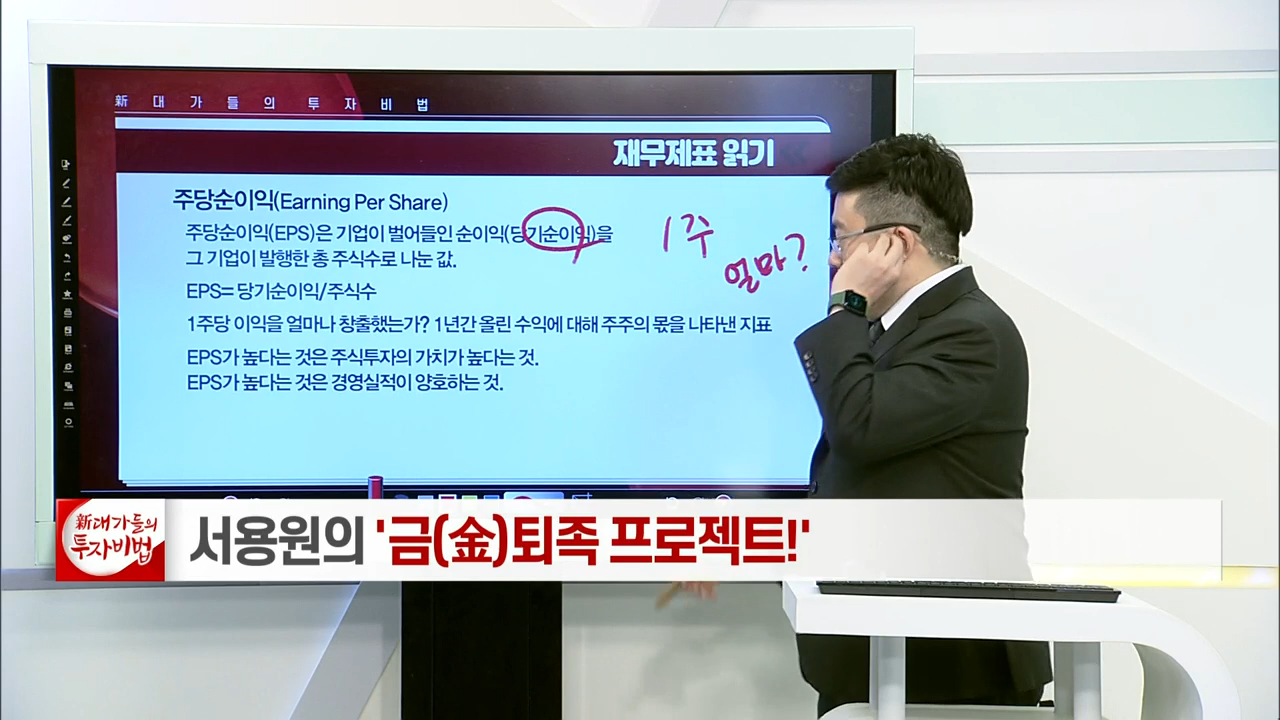 新 대 가 들 의 투 자 비 법
재무제표 읽기
주당순이익(Earning Per Share)
주당순이익(EPS)은 기업이 벌어들인 순이익(당기순이익)을
그 기업이 발행한 총 주식수로 나눈 값.
EPS= 당기순이익/주식수
1주당 이익을 얼마나 창출했는가? 1년간 올린 수익에 대해 주주의 몫을 나타낸 지표
EPS가 높다는 것은 주식투자의 가치가 높다는 것.
EPS가 높다는 것은 경영실적이 양호하는 것.
1주
얼마?
新대가들의
투자비법
서용원의 '금(金)퇴족 프로젝트!'